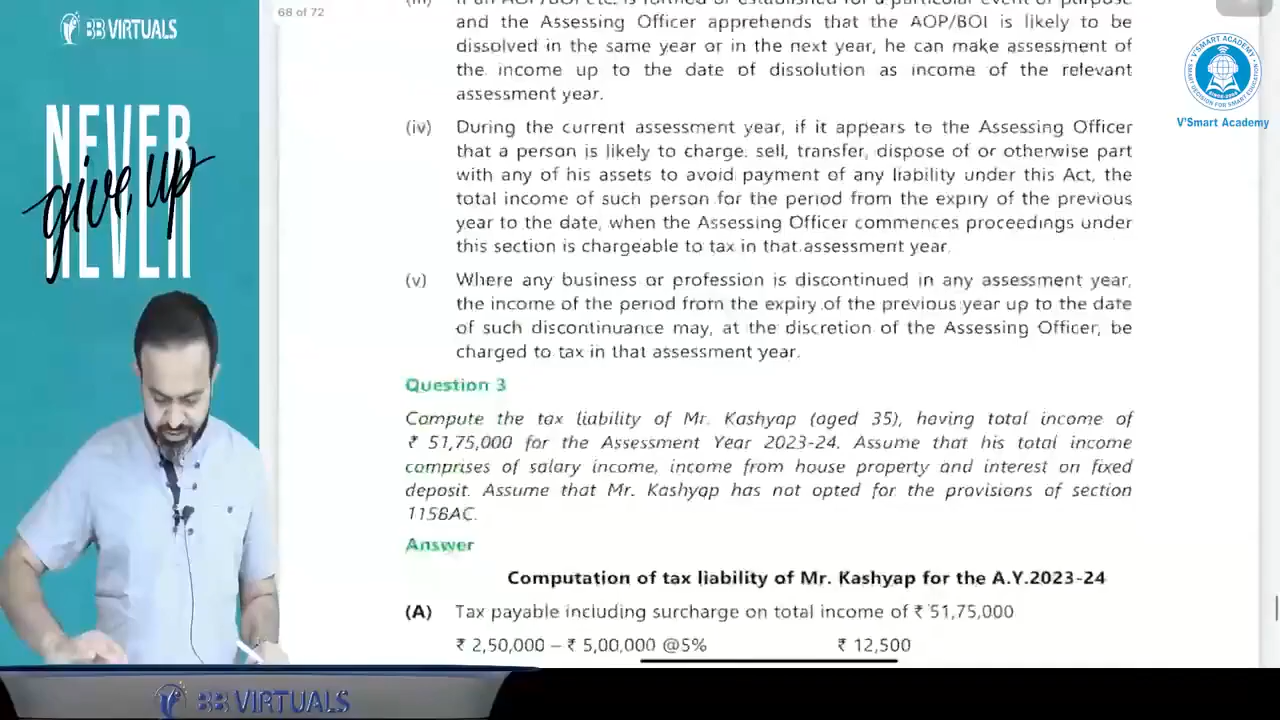 68 of 72
BB VIRTUALS
NEVER
give up
NEVER
V'SMART ACADEMY
V'Smart Academy
and the Assessing Officer apprehends that the AOP/BOI is likely to be
dissolved in the same year or in the next year, he can make assessment of
the income up to the date of dissolution as income of the relevant
assessment year.
(iv) During the current assessment year, if it appears to the Assessing Officer
that a person is likely to charge, sell, transfer, dispose of or otherwise part
with any of his assets to avoid payment of any liability under this Act, the
total income of such person for the period from the expiry of the previous
year to the date, when the Assessing Officer commences proceedings under
this section is chargeable to tax in that assessment year.
(v) Where any business or profession is discontinued in any assessment year,
the income of the period from the expiry of the previous year up to the date
of such discontinuance may, at the discretion of the Assessing Officer, be
charged to tax in that assessment year.
Question 3
Compute the tax liability of Mr. Kashyap (aged 35), having total income of
₹ 51,75,000 for the Assessment Year 2023-24. Assume that his total income
comprises of salary income, income from house property and interest on fixed
deposit. Assume that Mr. Kashyap has not opted for the provisions of section
115BAC.
Answer
Computation of tax liability of Mr. Kashyap for the A.Y.2023-24
(A) Tax payable including surcharge on total income of ₹ 51,75,000
₹ 2,50,000 – ₹ 5,00,000 @5% ₹ 12,500
BB VIRTUALS